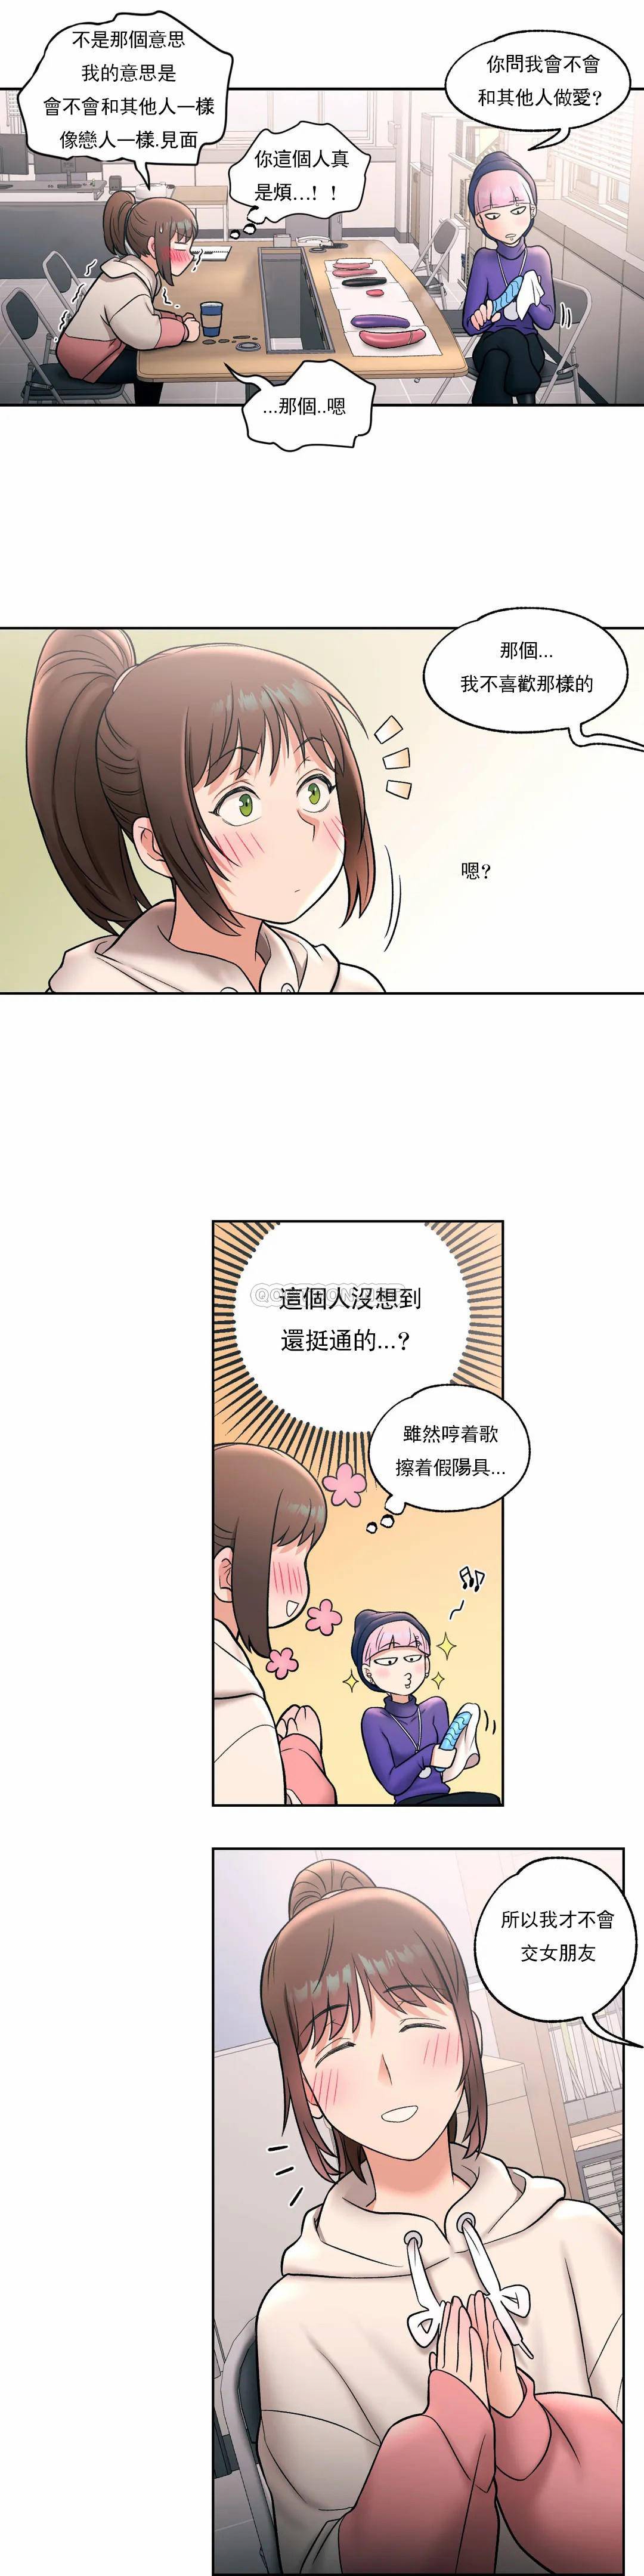 不是那個意思
我的意思是
會不會和其他人一樣
像戀人一樣.見面
你問我會不會
和其他人做愛?
你這個人真
是煩...! !
...那個..嗯
那個...
我不喜歡那樣的
嗯?
這個人沒想到
還挺通的...?
雖然哼着歌
擦着假陽具...
所以我才不會
交女朋友